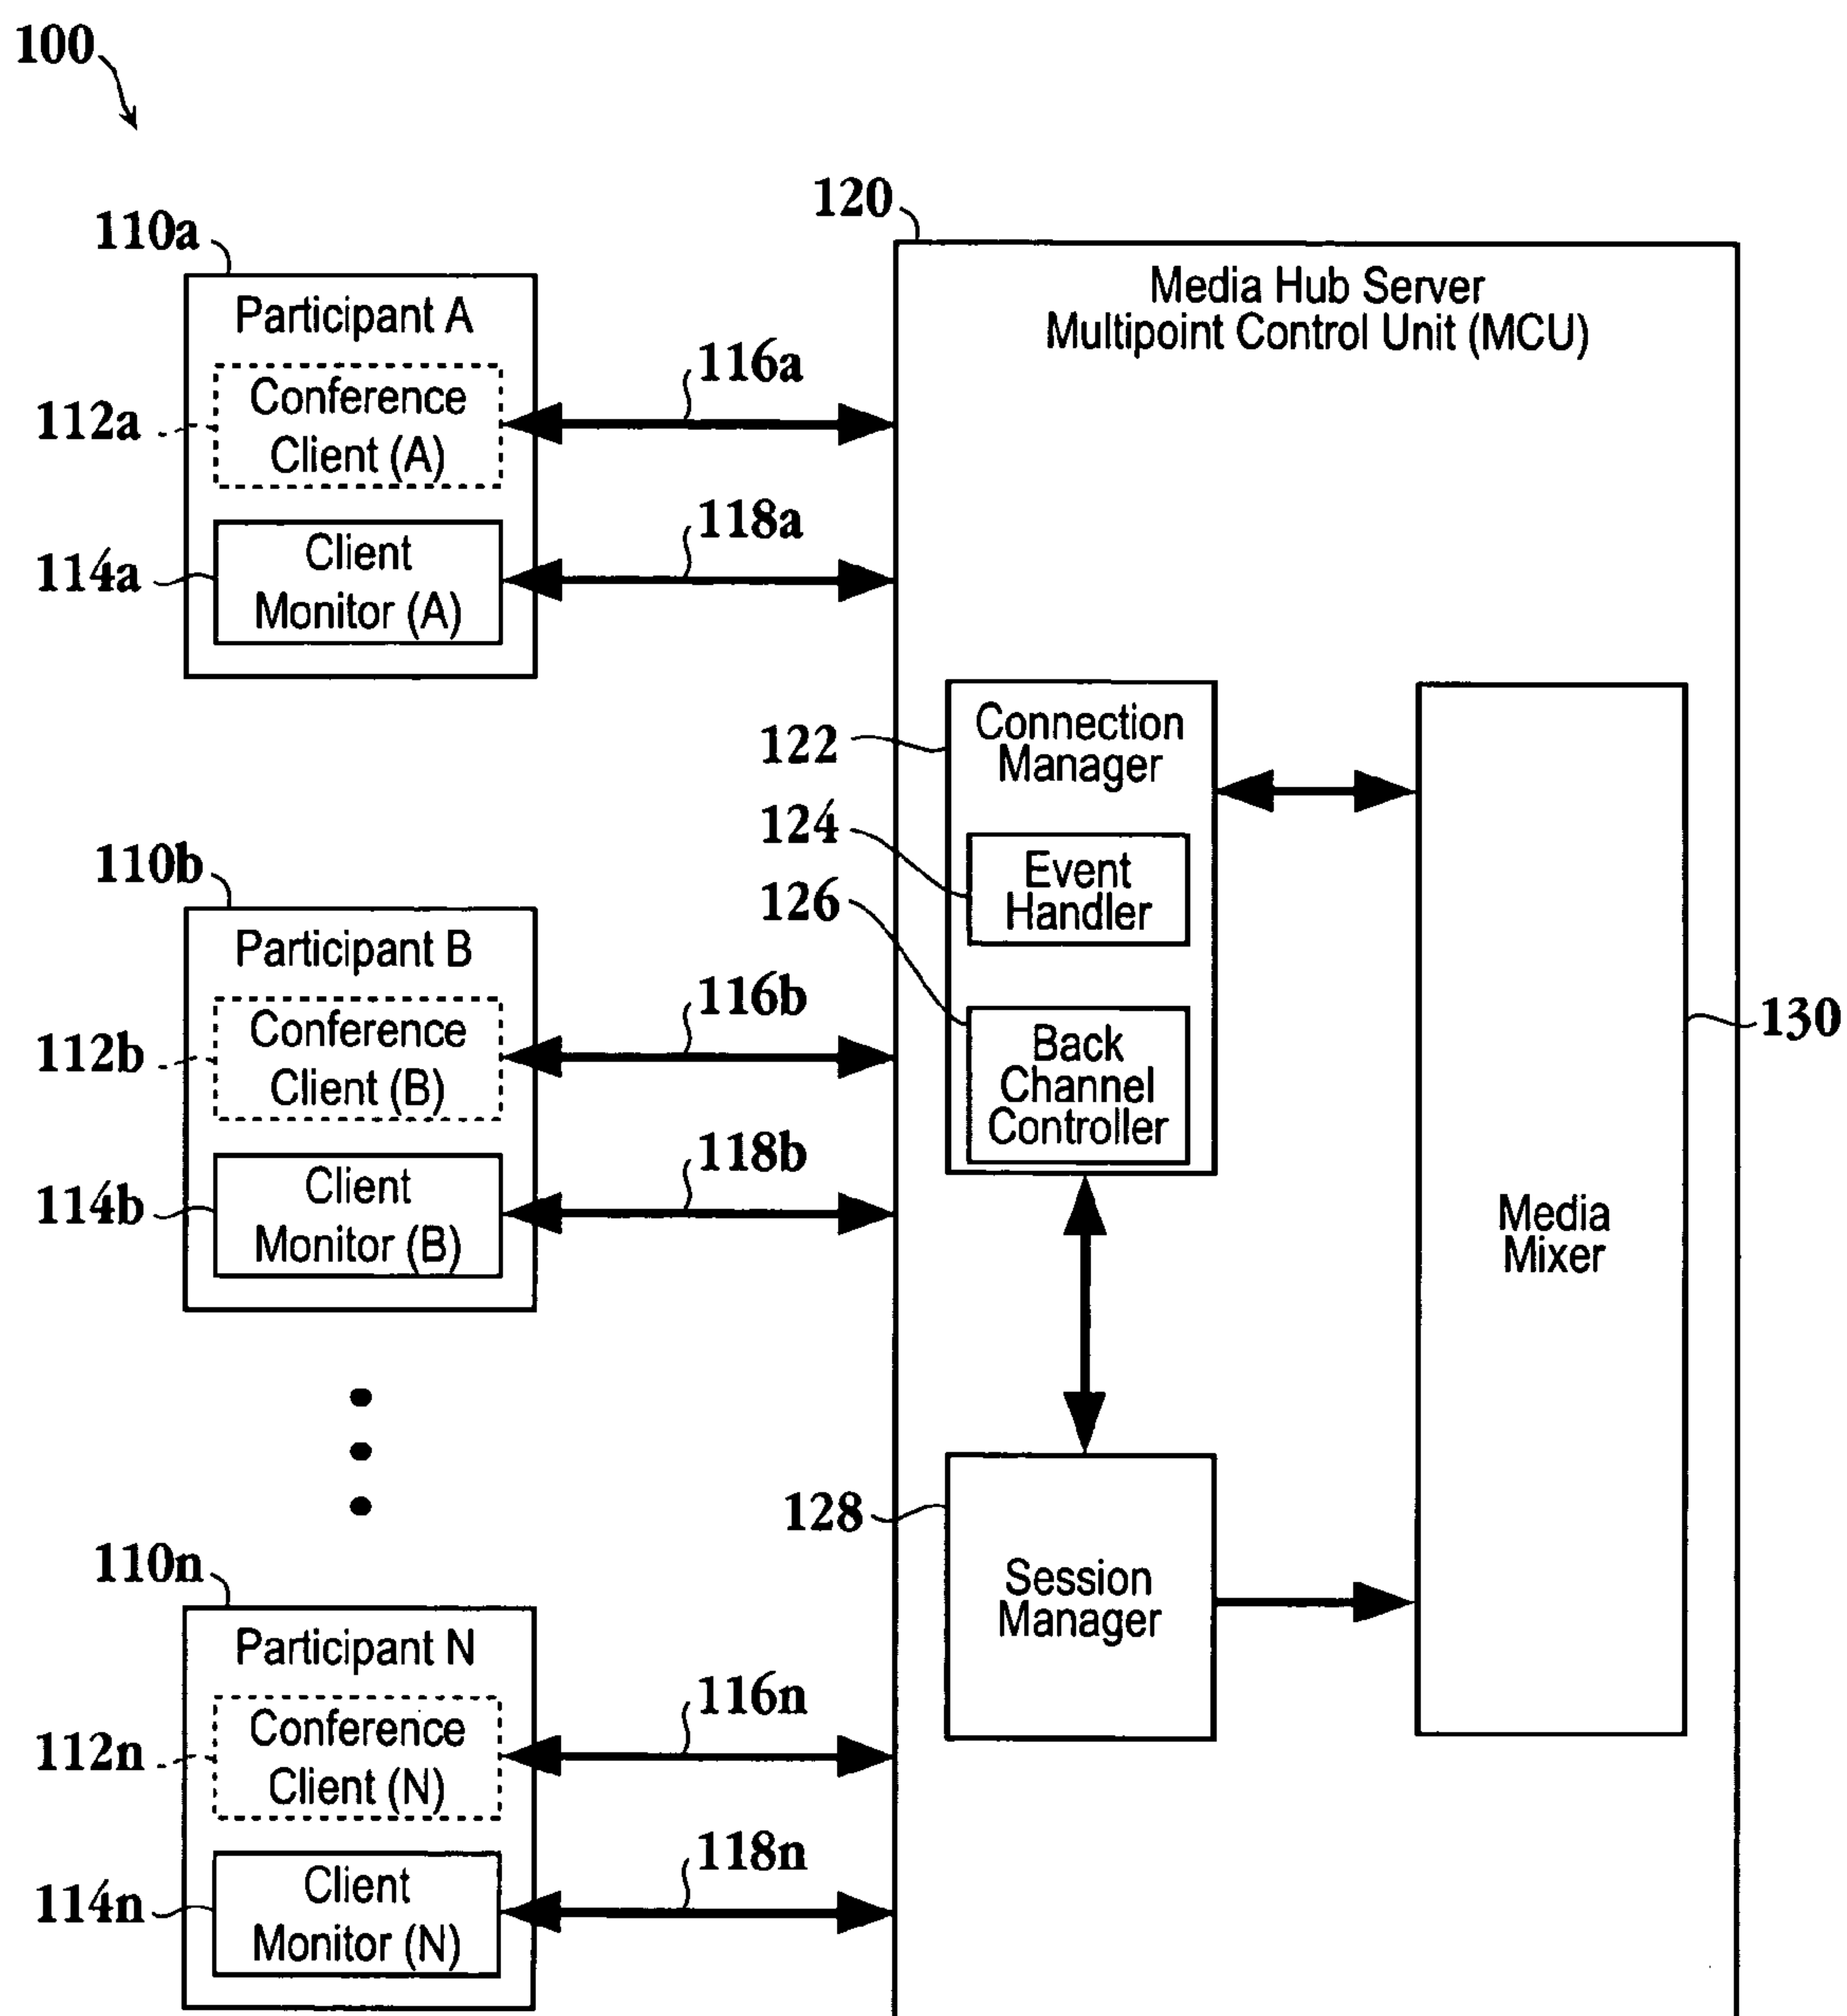 100
110a
Participant A
112a
Conference
Client (A)
114a
Client
Monitor (A)
116a
118a
110b
Participant B
112b
Conference
Client (B)
114b
Client
Monitor (B)
116b
118b
110n
Participant N
112n
Conference
Client (N)
114n
Client
Monitor (N)
116n
118n
120
Media Hub Server
Multipoint Control Unit (MCU)
122
Connection
Manager
124
Event
Handler
126
Back
Channel
Controller
128
Session
Manager
Media
Mixer
130